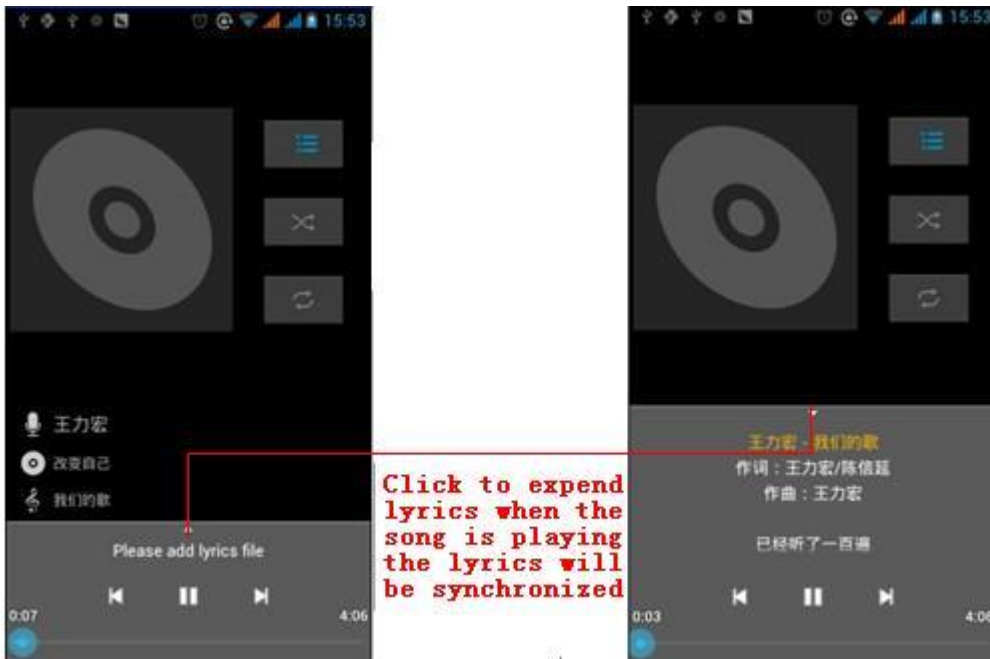 15:53
王力宏
改变自己
我们的歌
Please add lyrics file
0:07
4:06
Click to expend
lyrics when the
song is playing
the lyrics will
be synchronized
15:53
王力宏 - 我们的歌
作词：王力宏/陈信延
作曲：王力宏
已经听了一百遍
0:03
4:06